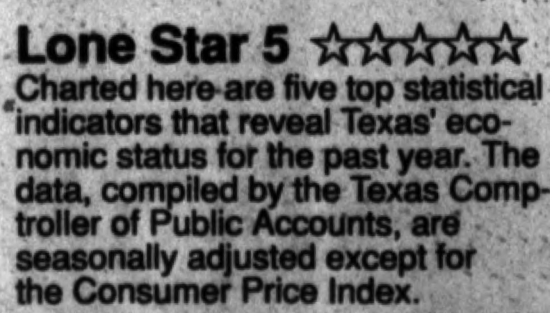 Lone Star 5 ☆☆☆☆☆
Charted here are five top statistical
indicators that reveal Texas' eco-
nomic status for the past year. The
data, compiled by the Texas Comp-
troller of Public Accounts, are
seasonally adjusted except for
the Consumer Price Index.